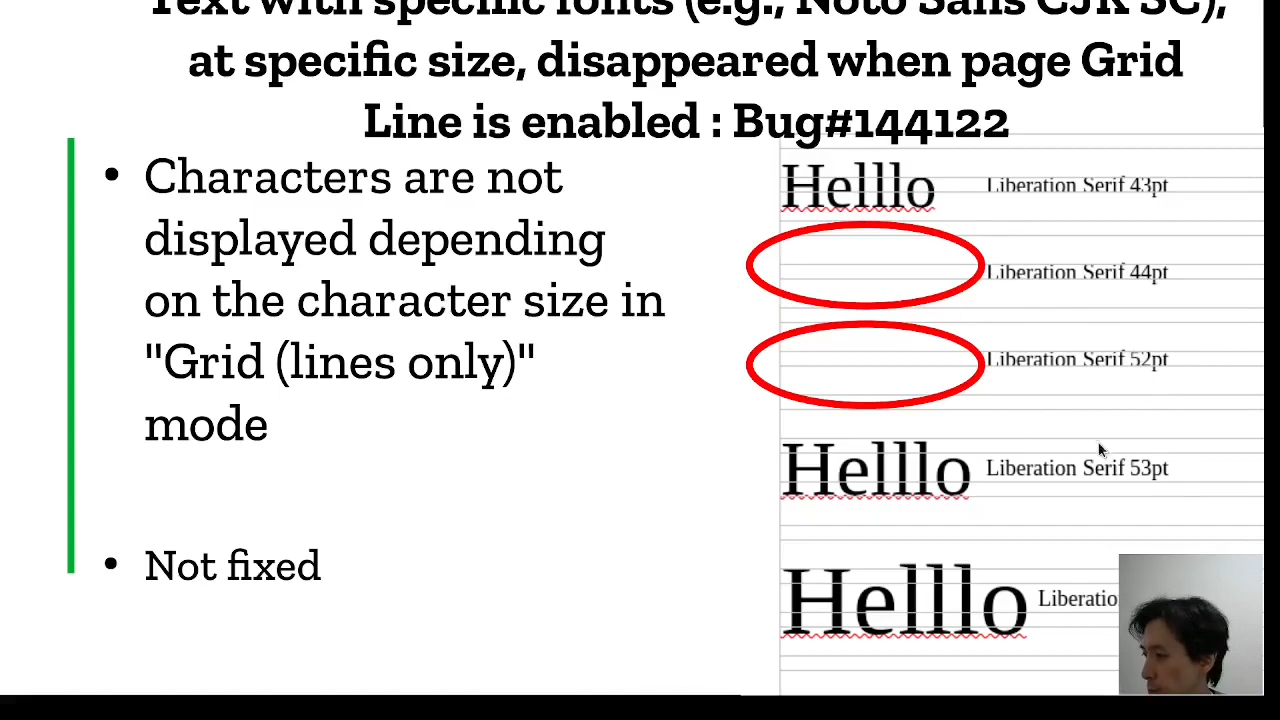 Text with specific fonts (e.g., Noto Sans CJK SC),
at specific size, disappeared when page Grid
Line is enabled : Bug#144122
• Characters are not
displayed depending
on the character size in
"Grid (lines only)"
mode
• Not fixed
Helllo Liberation Serif 43pt
Liberation Serif 44pt
Liberation Serif 52pt
Helllo Liberation Serif 53pt
Helllo Liberatio